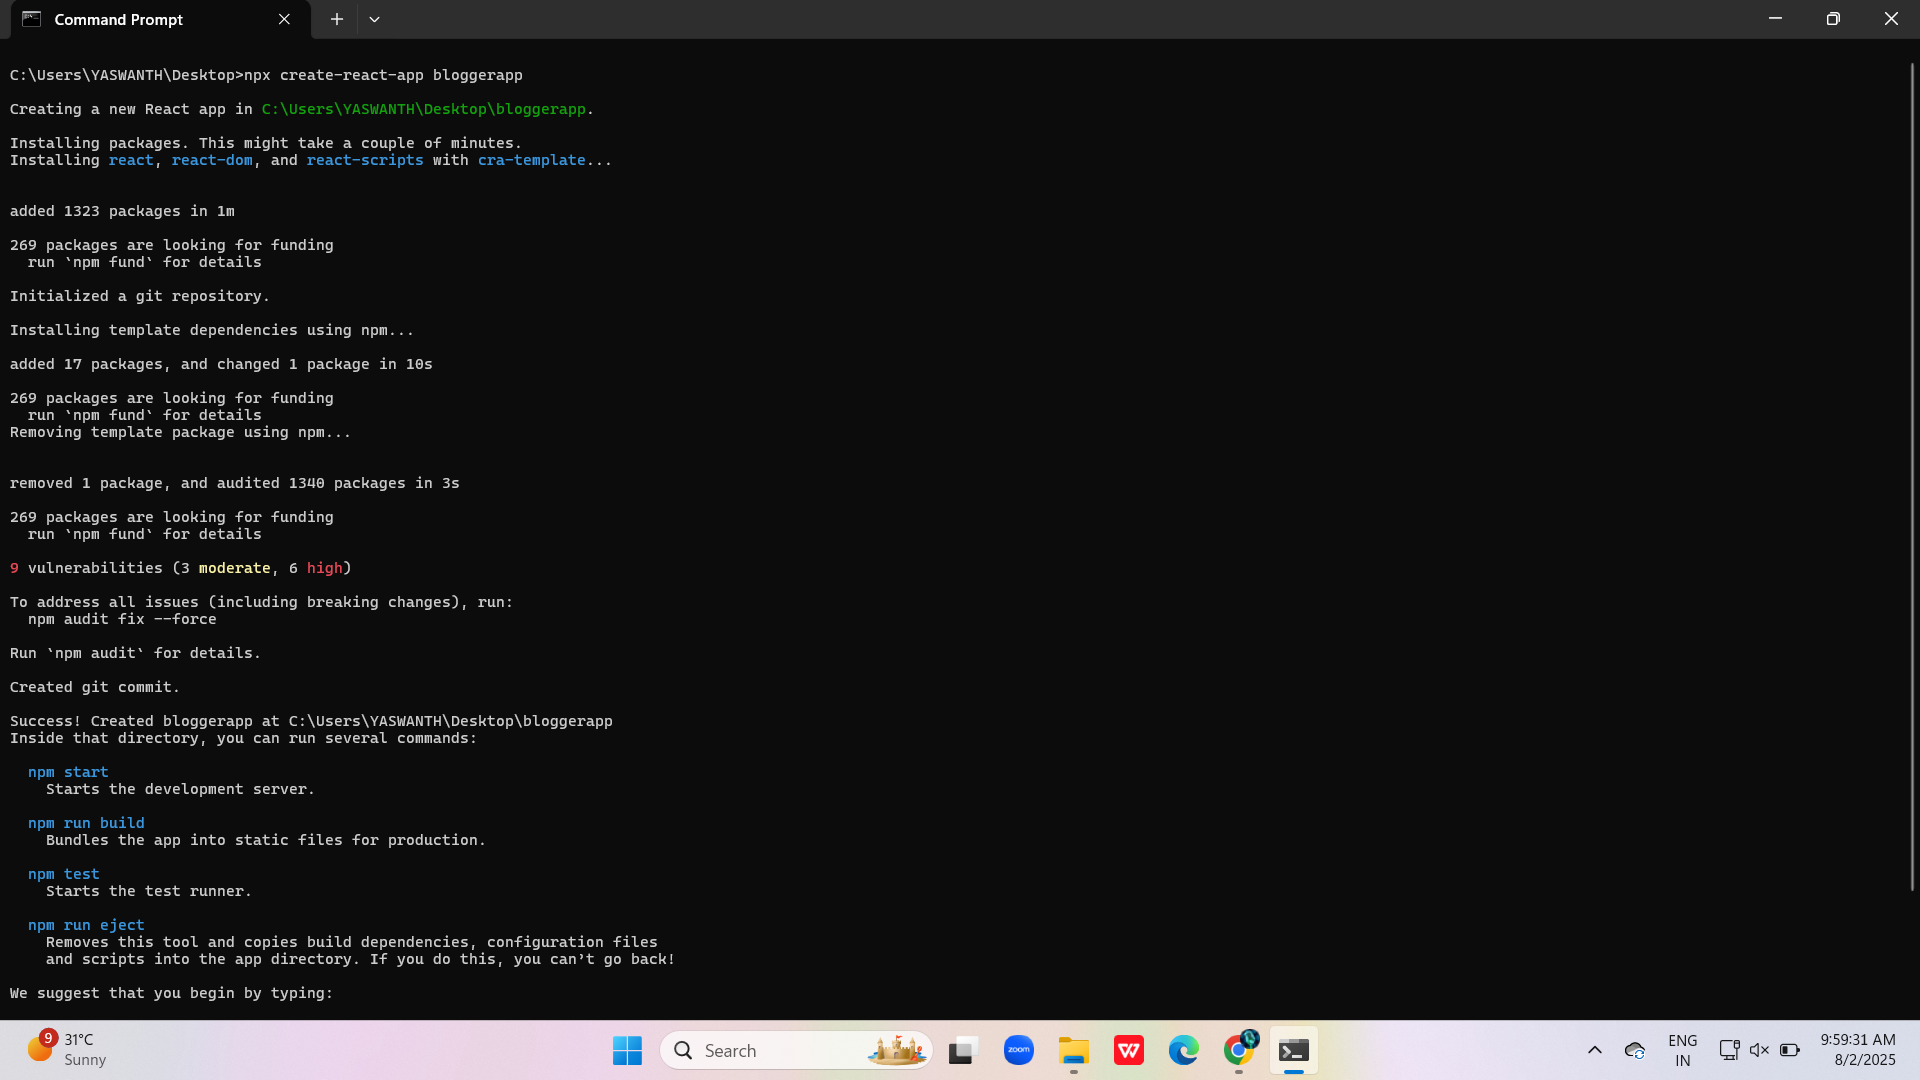 Command Prompt
C:\Users\YASWANTH\Desktop>npx create-react-app bloggerapp
Creating a new React app in C:\Users\YASWANTH\Desktop\bloggerapp.
Installing packages. This might take a couple of minutes.
Installing react, react-dom, and react-scripts with cra-template...
added 1323 packages in 1m
269 packages are looking for funding
  run `npm fund` for details
Initialized a git repository.
Installing template dependencies using npm...
added 17 packages, and changed 1 package in 10s
269 packages are looking for funding
  run `npm fund` for details
Removing template package using npm...
removed 1 package, and audited 1340 packages in 3s
269 packages are looking for funding
  run `npm fund` for details
9 vulnerabilities (3 moderate, 6 high)
To address all issues (including breaking changes), run:
  npm audit fix --force
Run `npm audit` for details.
Created git commit.
Success! Created bloggerapp at C:\Users\YASWANTH\Desktop\bloggerapp
Inside that directory, you can run several commands:
  npm start
    Starts the development server.
  npm run build
    Bundles the app into static files for production.
  npm test
    Starts the test runner.
  npm run eject
    Removes this tool and copies build dependencies, configuration files
    and scripts into the app directory. If you do this, you can’t go back!
We suggest that you begin by typing:
9
31°C
Sunny
Search
zoom
W
ENG
IN
9:59:31 AM
8/2/2025